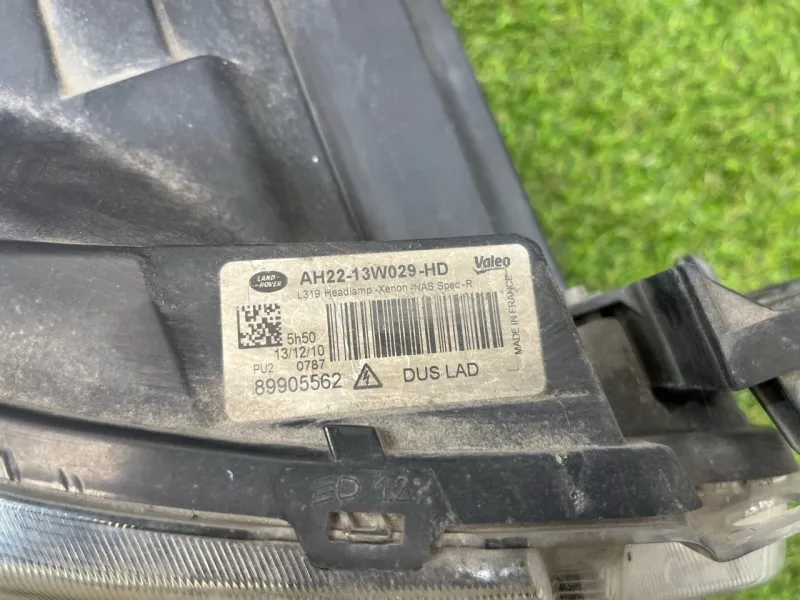 LAND
ROVER
AH22-13W029-HD
Valeo
L319 Headlamp -Xenon -NAS Spec -R
5h50
13/12/10
PU2 0787
89905562
DUS LAD
MADE IN FRANCE
12V